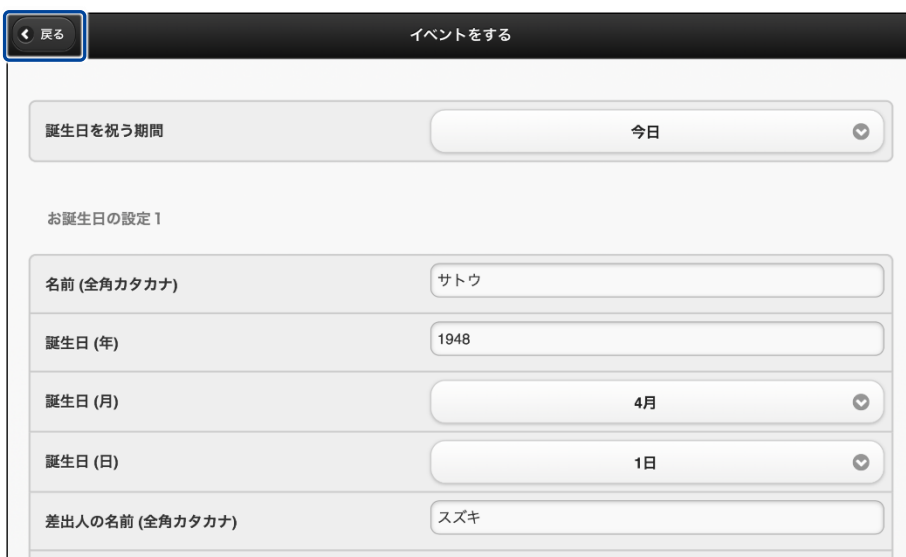 戻る
イベントをする
誕生日を祝う期間
今日
お誕生日の設定1
名前 (全角カタカナ)
サトウ
誕生日 (年)
1948
誕生日 (月)
4月
誕生日 (日)
1日
差出人の名前 (全角カタカナ)
スズキ